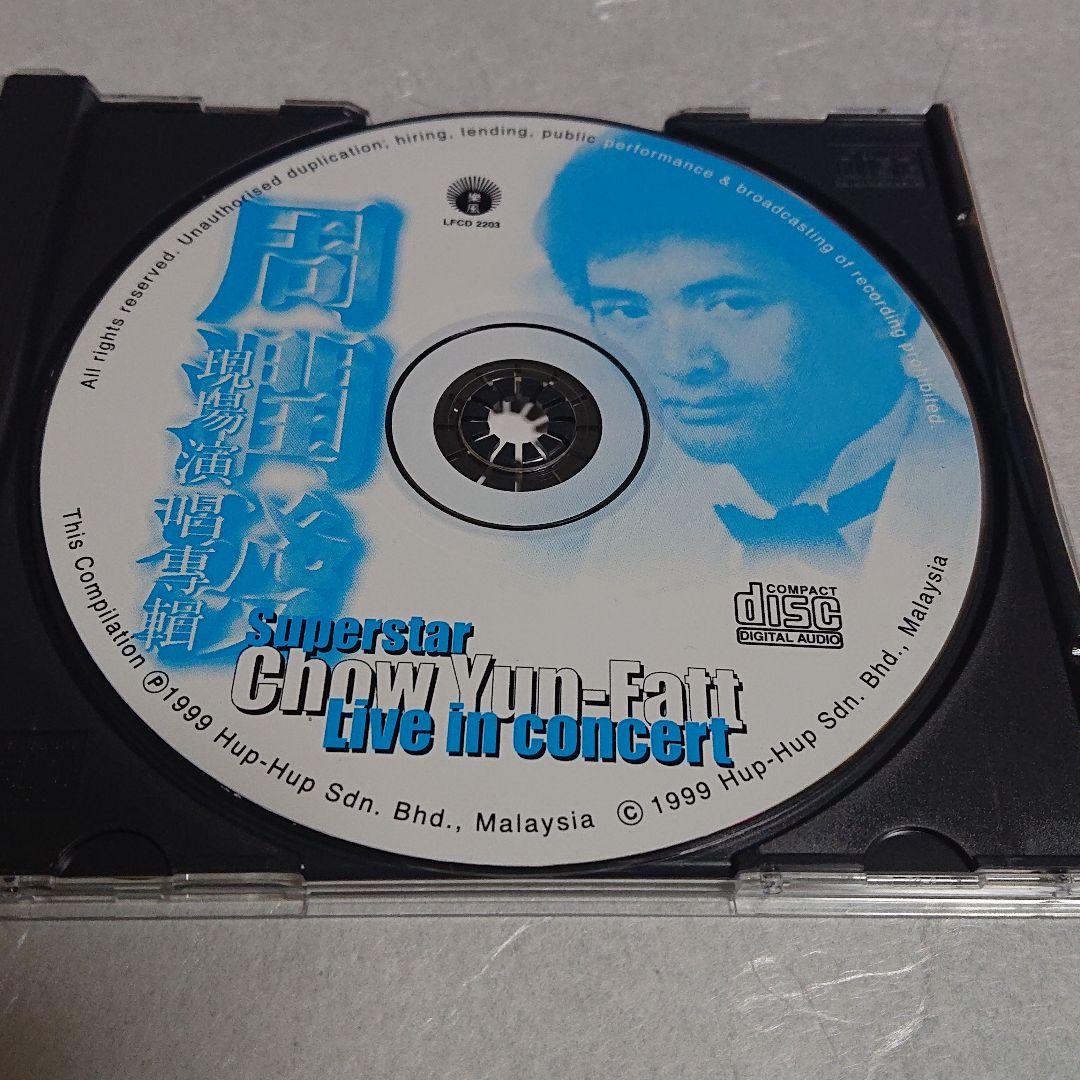 All rights reserved. Unauthorised duplication, hiring, lending, public performance & broadcasting of recording prohibited.
樂風
LFCD 2203
周潤發
現場演唱專輯
COMPACT
disc
DIGITAL AUDIO
Superstar
Chow Yun-Fatt
Live in concert
This Compilation ℗1999 Hup-Hup Sdn. Bhd., Malaysia © 1999 Hup-Hup Sdn. Bhd., Malaysia